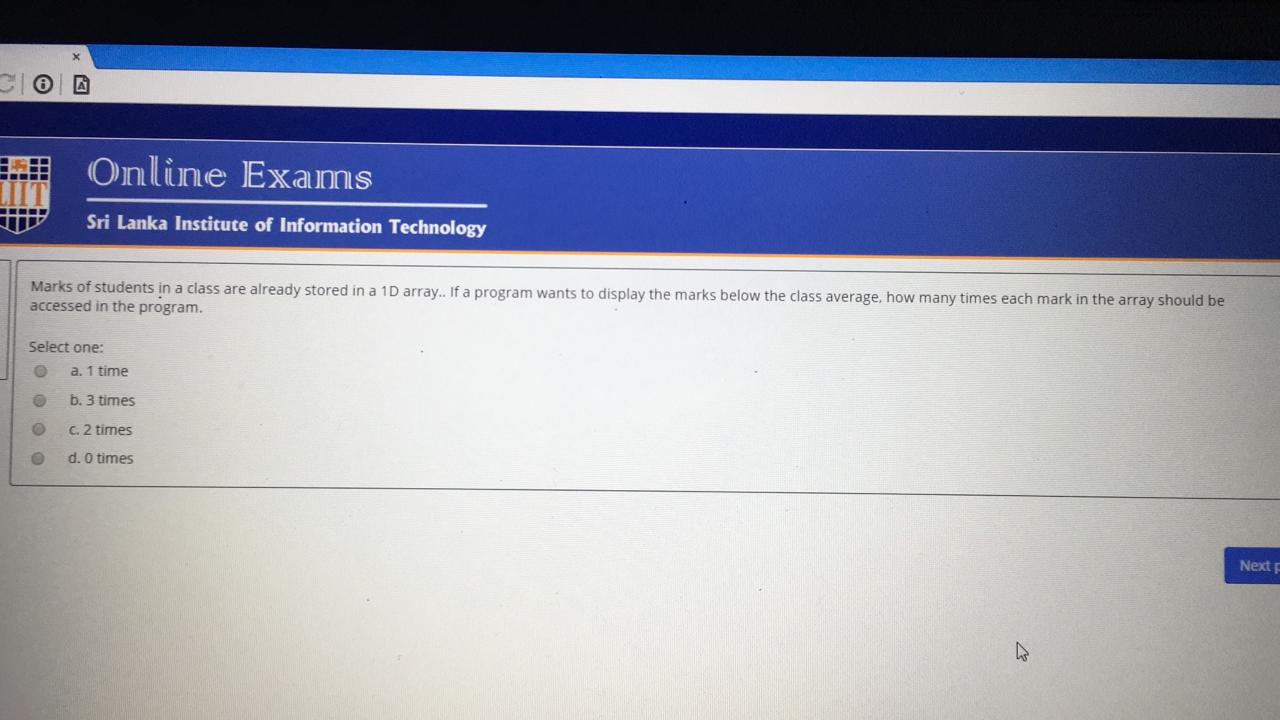 Online Exams
LIIT
Sri Lanka Institute of Information Technology
Marks of students in a class are already stored in a 1D array.. If a program wants to display the marks below the class average, how many times each mark in the array should be
accessed in the program.
Select one:
a. 1 time
b. 3 times
c. 2 times
d. 0 times
Next p